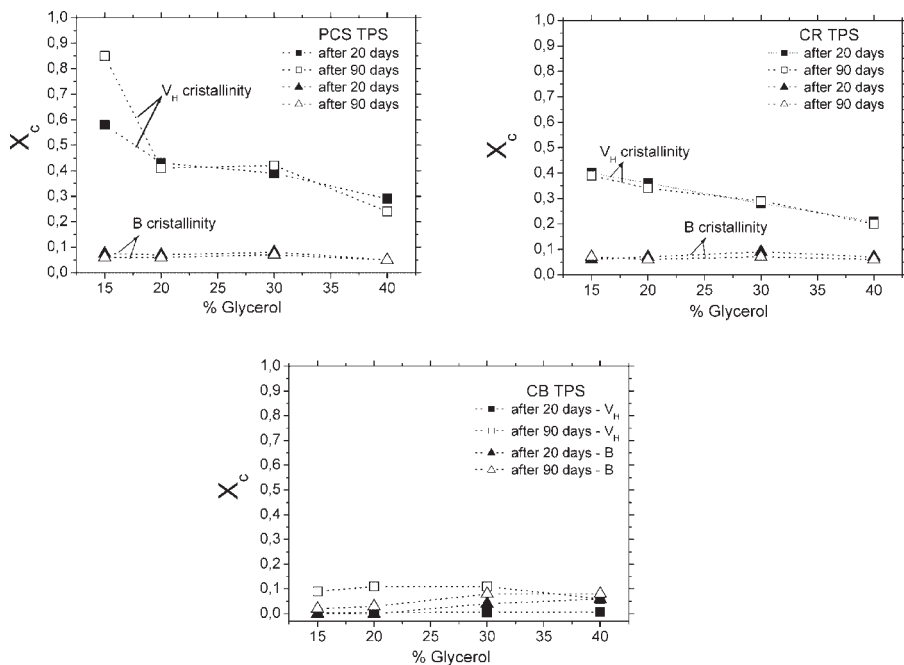 PCS TPS
after 20 days
after 90 days
after 20 days
after 90 days
V_H cristallinity
B cristallinity
X_c
1,0
0,9
0,8
0,7
0,6
0,5
0,4
0,3
0,2
0,1
0,0
15 20 25 30 35 40
% Glycerol
CR TPS
after 20 days
after 90 days
after 20 days
after 90 days
V_H cristallinity
B cristallinity
X_c
1,0
0,9
0,8
0,7
0,6
0,5
0,4
0,3
0,2
0,1
0,0
15 20 25 30 35 40
% Glycerol
CB TPS
after 20 days - V_H
after 90 days - V_H
after 20 days - B
after 90 days - B
X_c
1,0
0,9
0,8
0,7
0,6
0,5
0,4
0,3
0,2
0,1
0,0
15 20 25 30 35 40
% Glycerol